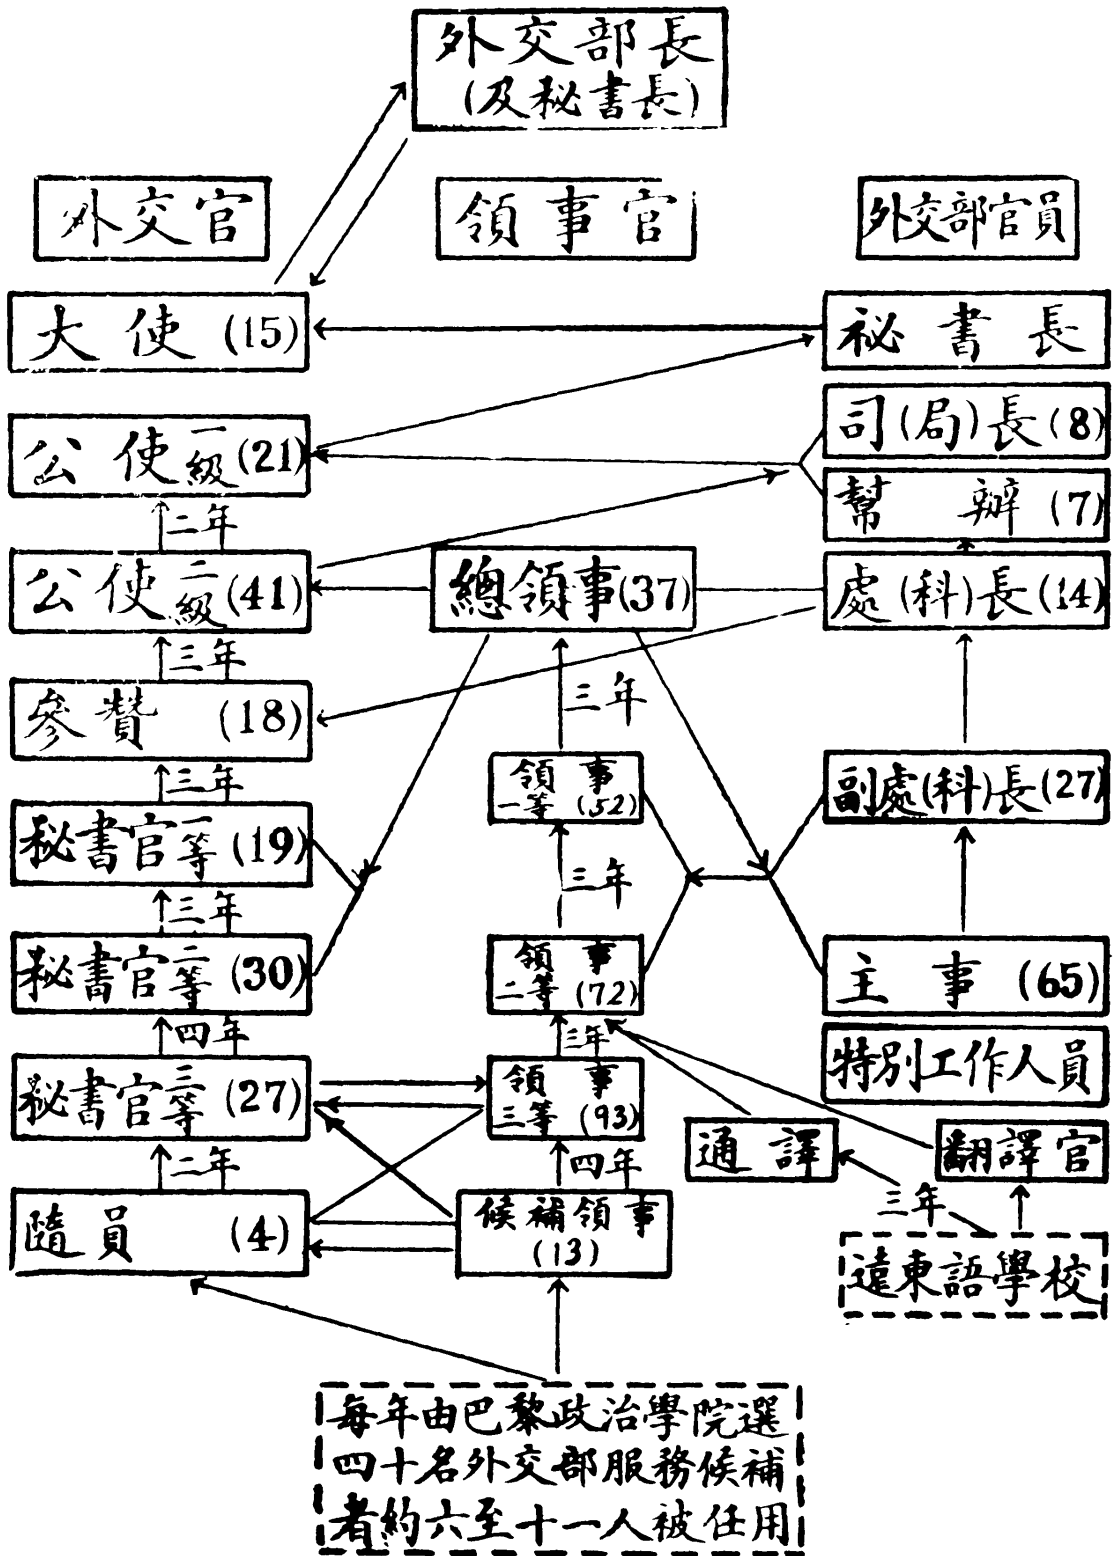 外交部長
(及秘書長)
外交官
領事官
外交部官員
大使(15)
祕書長
公使一級(21)
司(局)長(8)
幫辦(7)
二年
公使二級(41)
總領事(37)
處(科)長(14)
三年
參贊(18)
三年
三年
領事
一等(52)
副處(科)長(27)
秘書官一等(19)
三年
三年
秘書官二等(30)
領事
二等(72)
主事(65)
四年
三年
特別工作人員
秘書官三等(27)
領事
三等(93)
通譯
翻譯官
二年
四年
三年
隨員(4)
候補領事
(13)
遠東語學校
每年由巴黎政治學院選
四十名外交部服務候補
者約六至十一人被任用